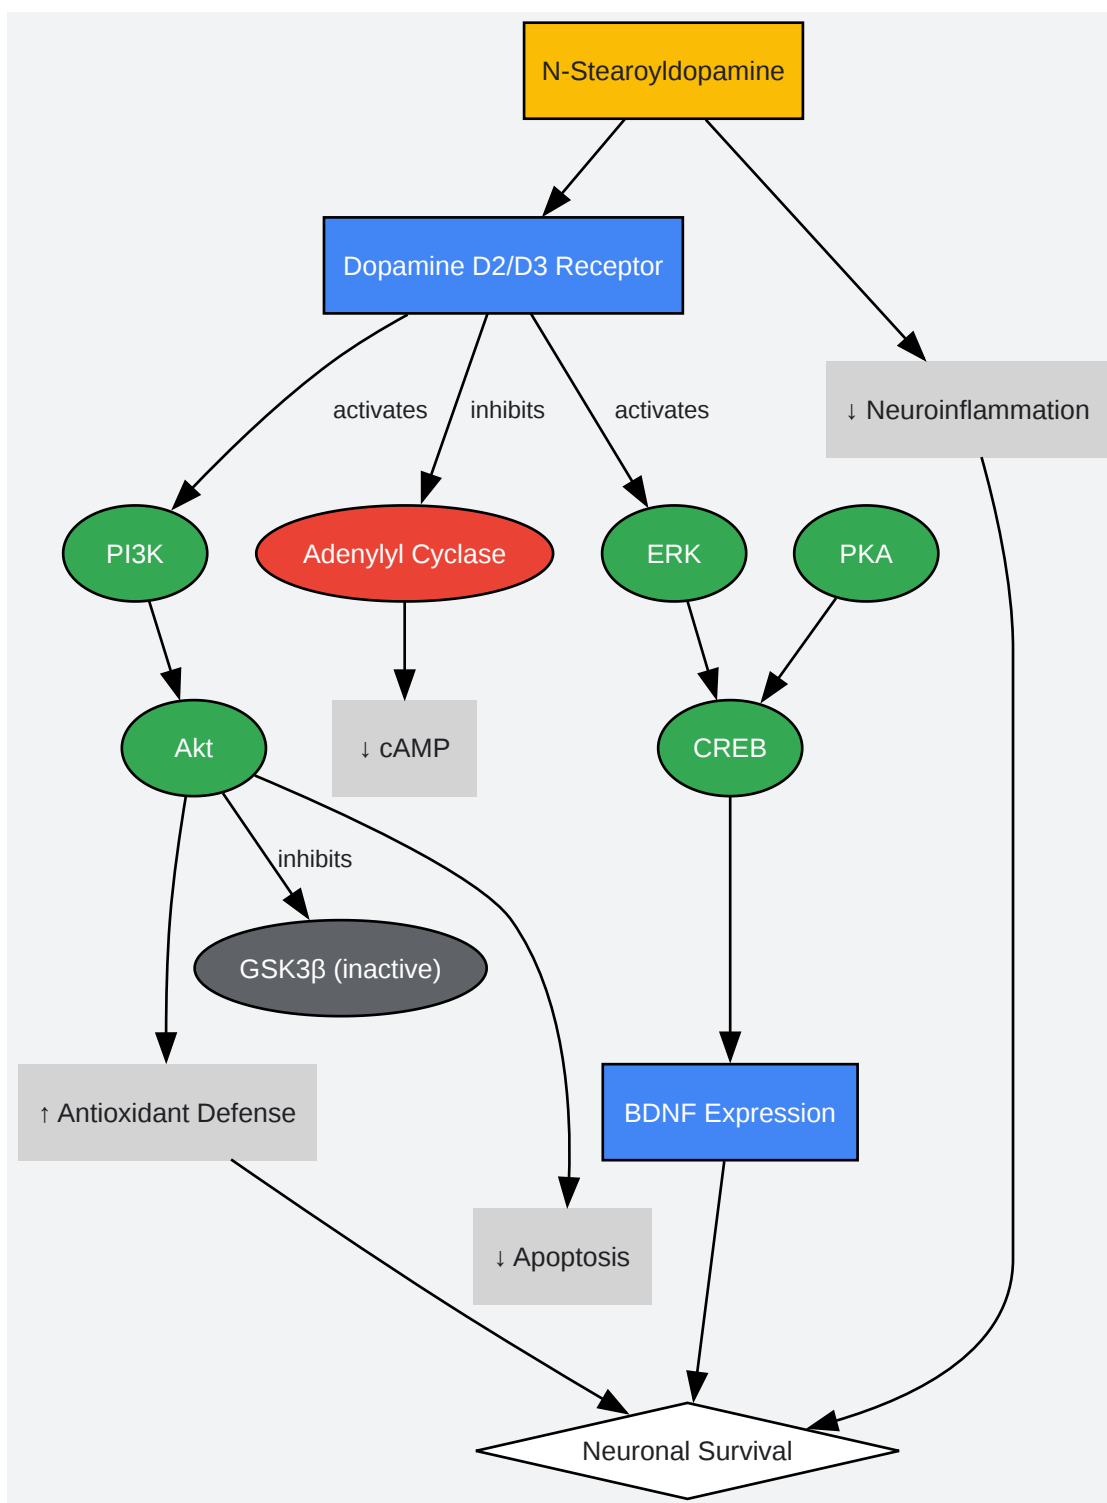 N-Stearoyldopamine
Dopamine D2/D3 Receptor
activates
inhibits
activates
↓ Neuroinflammation
PI3K
Adenylyl Cyclase
ERK
PKA
Akt
↓ cAMP
CREB
inhibits
GSK3β (inactive)
↑ Antioxidant Defense
BDNF Expression
↓ Apoptosis
Neuronal Survival